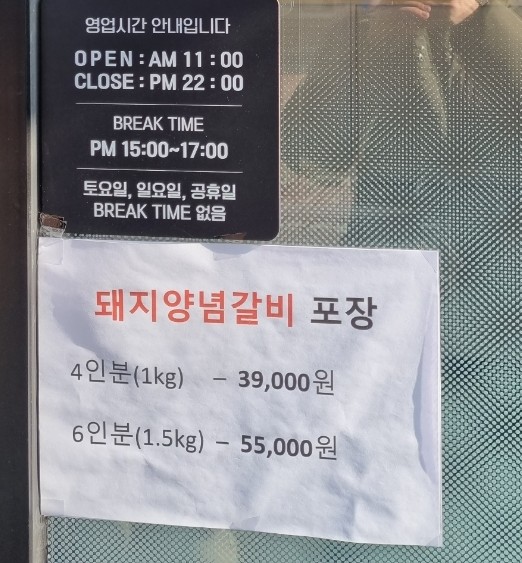 영업시간 안내입니다
OPEN : AM 11 : 00
CLOSE : PM 22 : 00
BREAK TIME
PM 15:00~17:00
토요일, 일요일, 공휴일
BREAK TIME 없음
돼지양념갈비 포장
4인분(1kg) – 39,000원
6인분(1.5kg) – 55,000원